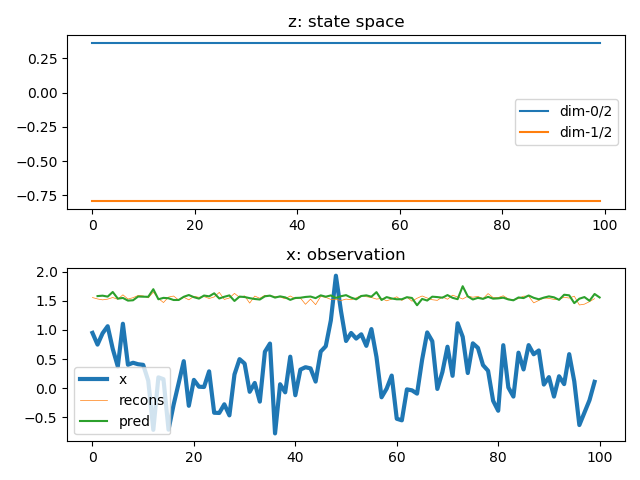 z: state space
0.25
0.00
−0.25
−0.50
−0.75
dim-0/2
dim-1/2
0 20 40 60 80 100
x: observation
2.0
1.5
1.0
0.5
0.0
−0.5
x
recons
pred
0 20 40 60 80 100